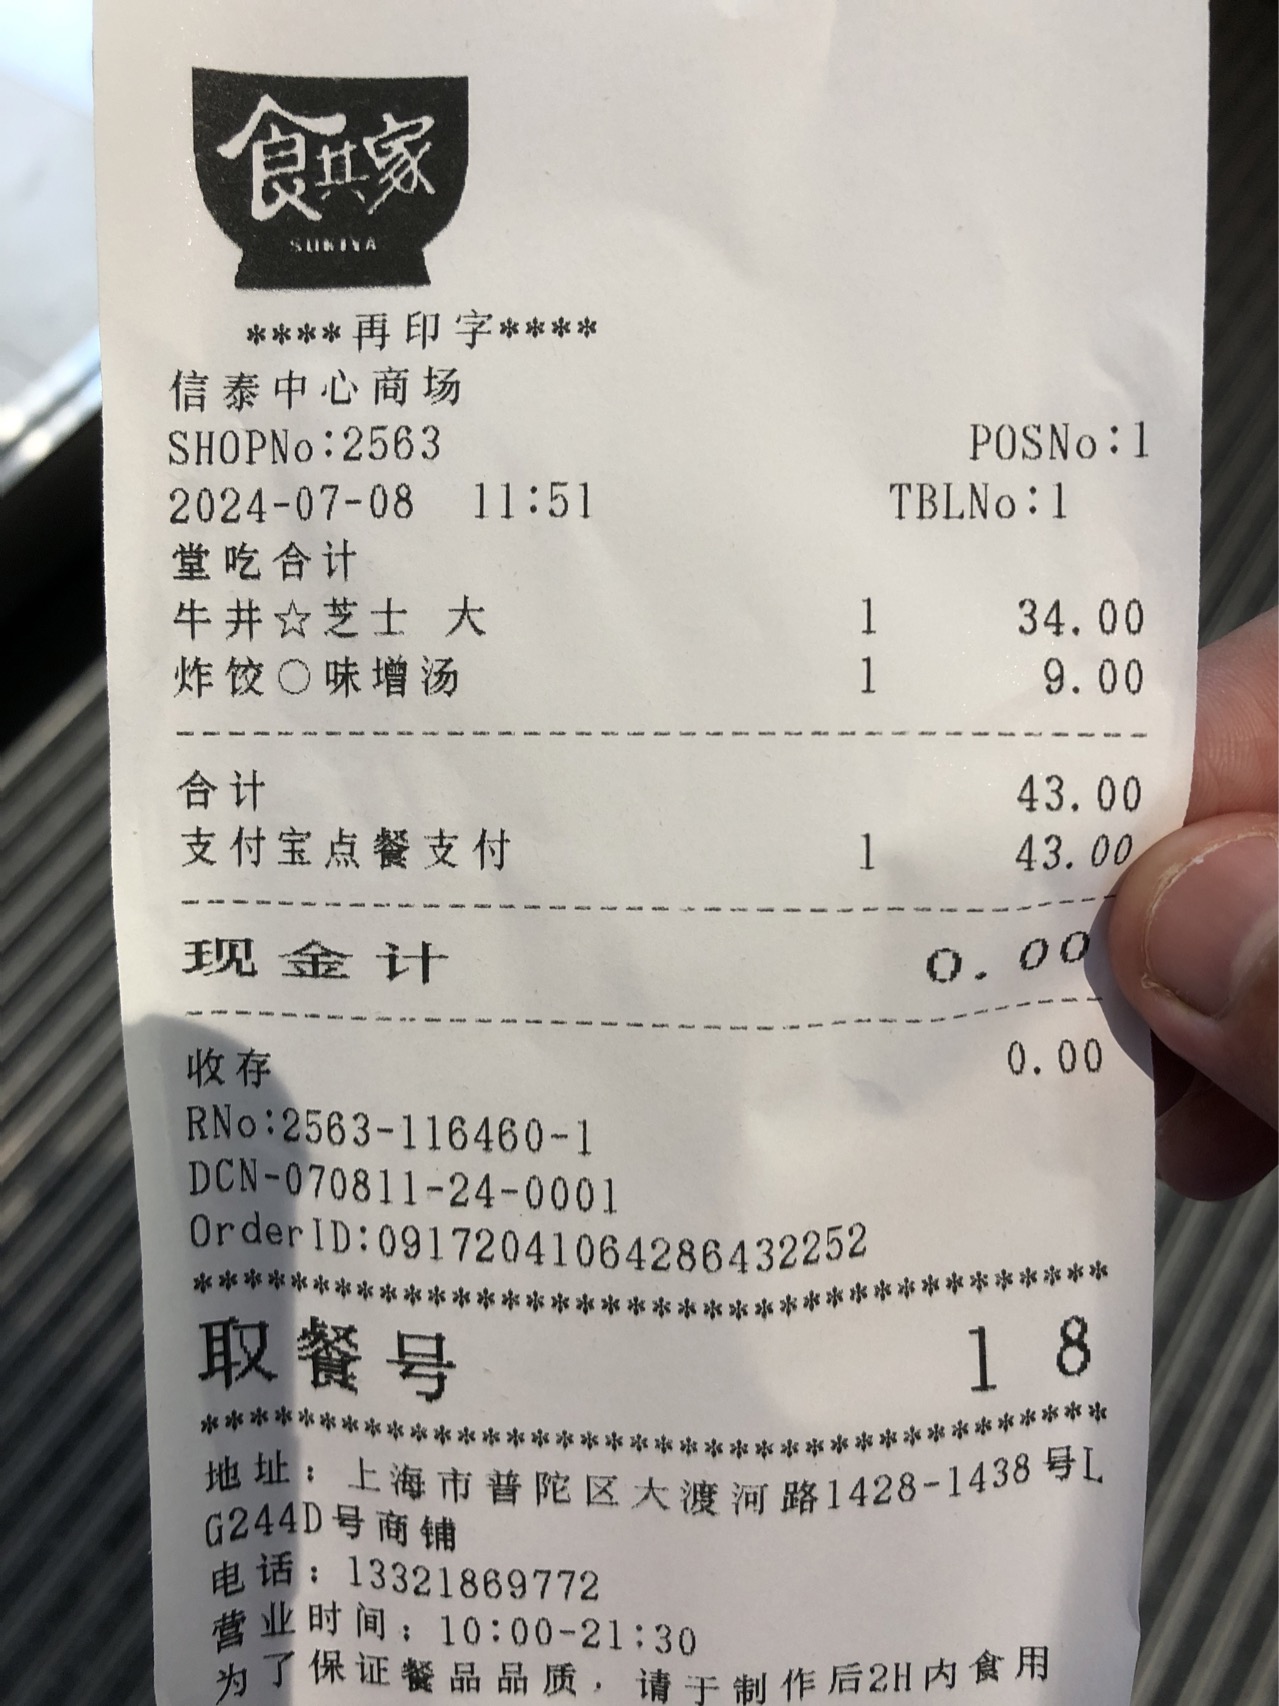 食其家
SUKIYA
****再印字****
信泰中心商场
SHOPNo:2563 POSNo:1
2024-07-08 11:51 TBLNo:1
堂吃合计
牛井☆芝士 大 1 34.00
炸饺○味增汤 1 9.00
--------------------------------
合计 43.00
支付宝点餐支付 1 43.00
--------------------------------
现金计 0.00
--------------------------------
收存 0.00
RNo:2563-116460-1
DCN-070811-24-0001
OrderID:09172041064286432252
****************************************
取餐号 18
****************************************
地址：上海市普陀区大渡河路1428-1438号L
G244D号商铺
电话：13321869772
营业时间：10:00-21:30
为了保证餐品品质，请于制作后2H内食用